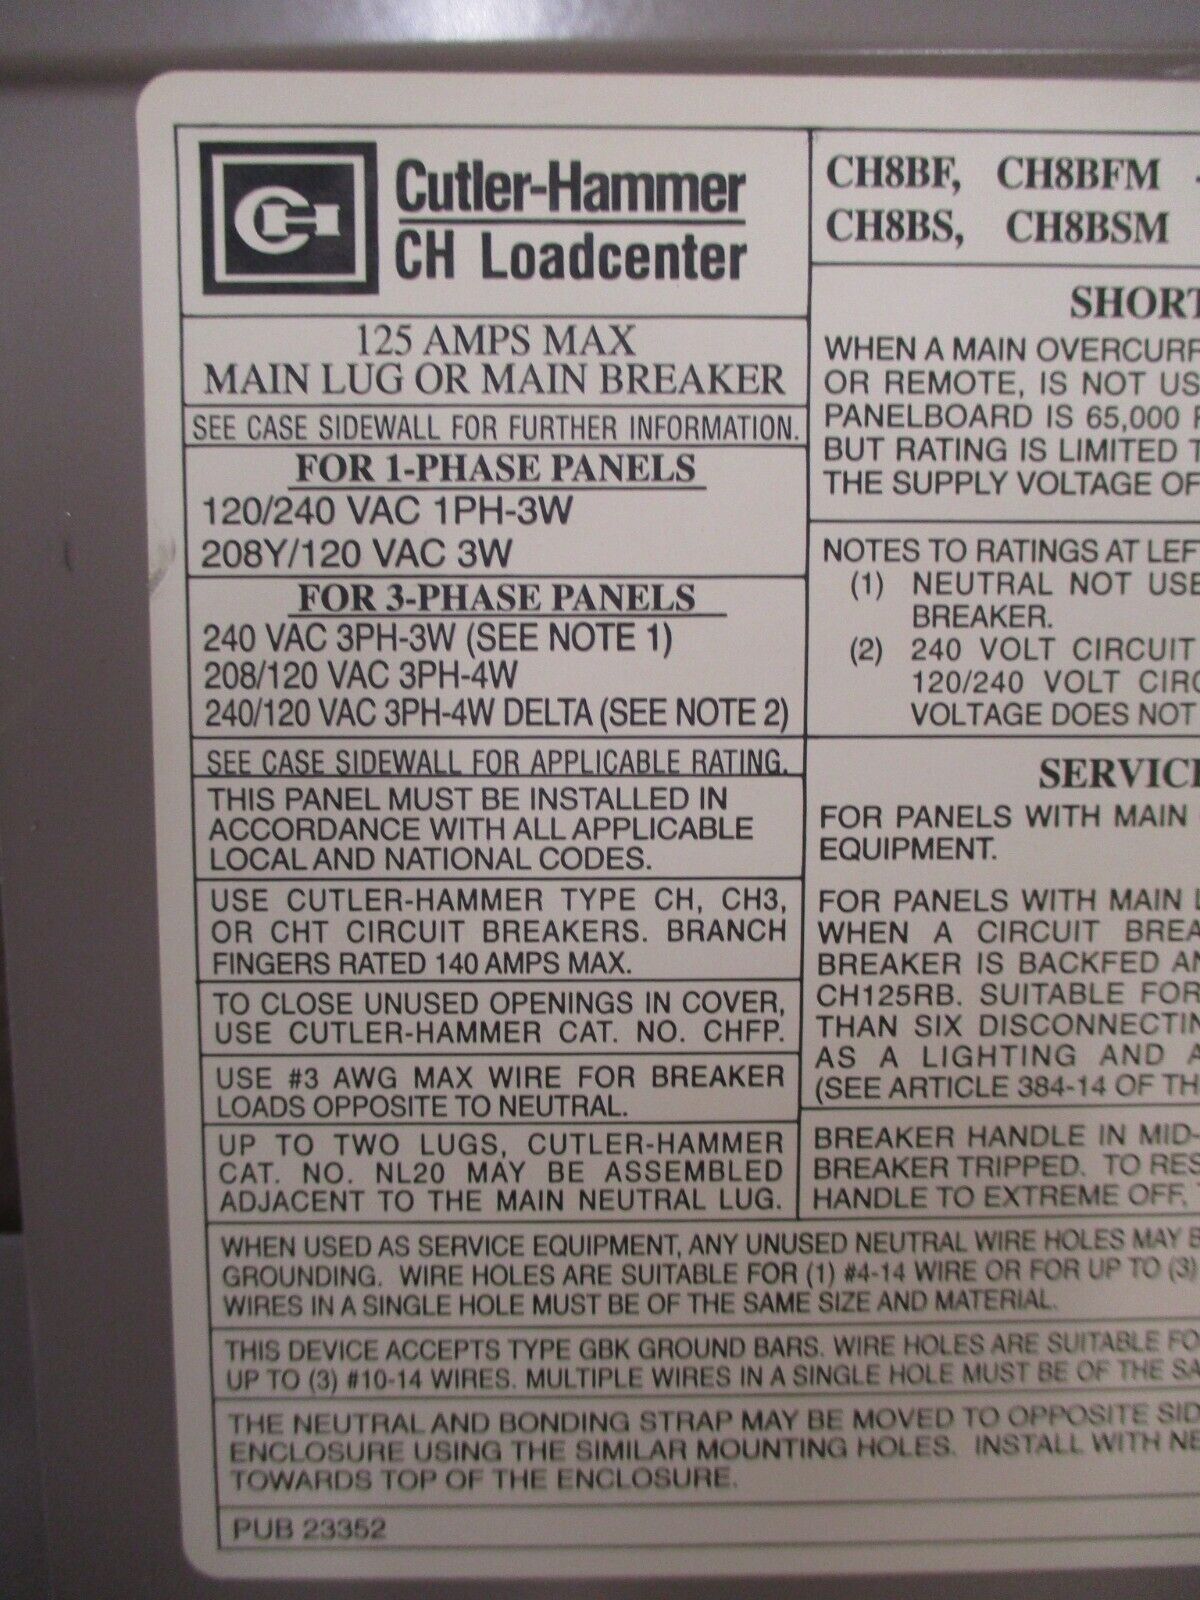 CH
Cutler-Hammer
CH Loadcenter
125 AMPS MAX
MAIN LUG OR MAIN BREAKER
SEE CASE SIDEWALL FOR FURTHER INFORMATION.
FOR 1-PHASE PANELS
120/240 VAC 1PH-3W
208Y/120 VAC 3W
FOR 3-PHASE PANELS
240 VAC 3PH-3W (SEE NOTE 1)
208/120 VAC 3PH-4W
240/120 VAC 3PH-4W DELTA (SEE NOTE 2)
SEE CASE SIDEWALL FOR APPLICABLE RATING.
THIS PANEL MUST BE INSTALLED IN
ACCORDANCE WITH ALL APPLICABLE
LOCAL AND NATIONAL CODES.
USE CUTLER-HAMMER TYPE CH, CH3,
OR CHT CIRCUIT BREAKERS. BRANCH
FINGERS RATED 140 AMPS MAX.
TO CLOSE UNUSED OPENINGS IN COVER,
USE CUTLER-HAMMER CAT. NO. CHFP.
USE #3 AWG MAX WIRE FOR BREAKER
LOADS OPPOSITE TO NEUTRAL.
UP TO TWO LUGS, CUTLER-HAMMER
CAT. NO. NL20 MAY BE ASSEMBLED
ADJACENT TO THE MAIN NEUTRAL LUG.
CH8BF, CH8BFM -
CH8BS, CH8BSM
SHORT
WHEN A MAIN OVERCURR
OR REMOTE, IS NOT US
PANELBOARD IS 65,000
BUT RATING IS LIMITED T
THE SUPPLY VOLTAGE OF
NOTES TO RATINGS AT LEF
(1) NEUTRAL NOT USE
BREAKER.
(2) 240 VOLT CIRCUIT
120/240 VOLT CIRC
VOLTAGE DOES NOT
SERVICE
FOR PANELS WITH MAIN
EQUIPMENT.
FOR PANELS WITH MAIN L
WHEN A CIRCUIT BREA
BREAKER IS BACKFED AN
CH125RB. SUITABLE FOR
THAN SIX DISCONNECTIN
AS A LIGHTING AND A
(SEE ARTICLE 384-14 OF TH
BREAKER HANDLE IN MID-
BREAKER TRIPPED. TO RES
HANDLE TO EXTREME OFF,
WHEN USED AS SERVICE EQUIPMENT, ANY UNUSED NEUTRAL WIRE HOLES MAY B
GROUNDING. WIRE HOLES ARE SUITABLE FOR (1) #4-14 WIRE OR FOR UP TO (3)
WIRES IN A SINGLE HOLE MUST BE OF THE SAME SIZE AND MATERIAL.
THIS DEVICE ACCEPTS TYPE GBK GROUND BARS. WIRE HOLES ARE SUITABLE FO
UP TO (3) #10-14 WIRES. MULTIPLE WIRES IN A SINGLE HOLE MUST BE OF THE SA
THE NEUTRAL AND BONDING STRAP MAY BE MOVED TO OPPOSITE SID
ENCLOSURE USING THE SIMILAR MOUNTING HOLES. INSTALL WITH NE
TOWARDS TOP OF THE ENCLOSURE.
PUB 23352